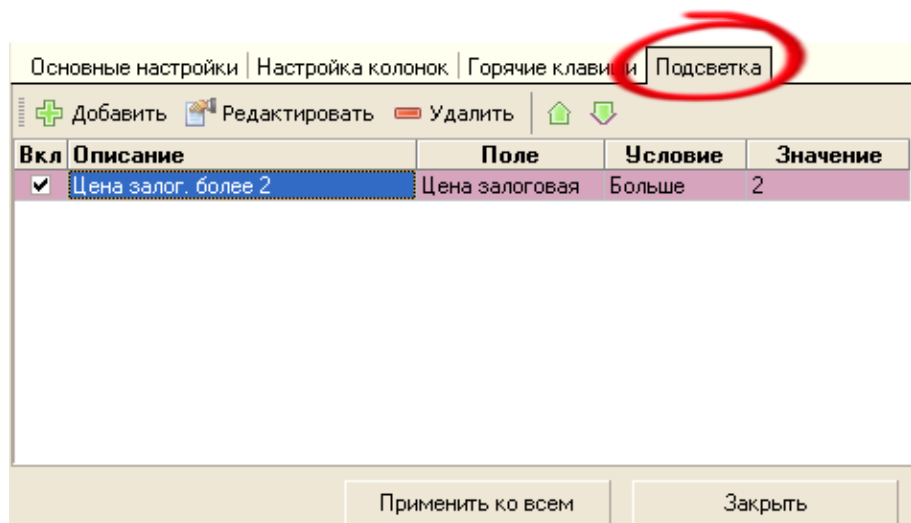 Основные настройки Настройка колонок Горячие клавиши Подсветка
Добавить Редактировать Удалить
Вкл Описание Поле Условие Значение
Цена залог. более 2 Цена залоговая Больше 2
Применить ко всем Закрыть